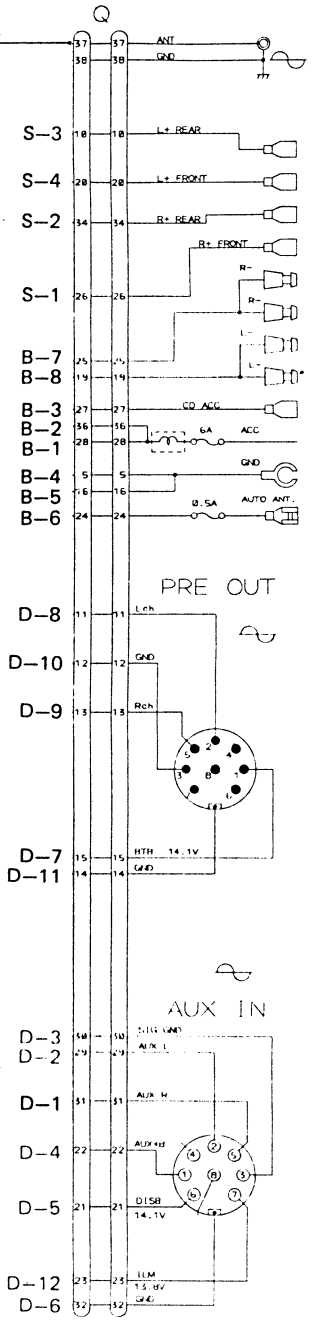 Q
37 37 ANT
38 38 GND
S-3 10 10 L+ REAR
S-4 20 20 L+ FRONT
S-2 34 34 R+ REAR
R+ FRONT
S-1 26 26
R-
R-
B-7 25
L-
B-8 19 19
B-3 27 27 CD ACC
B-2 36 36
B-1 28 28 6A ACC
B-4 5 5 GND
B-5 16 16
B-6 24 24 0.5A AUTO ANT.
PRE OUT
D-8 11 11 Lch
D-10 12 12 GND
D-9 13 13 Rch
2
5 4
3 8 1
6
D-7 15 15 14.1V
D-11 14 14 GND
AUX IN
D-3 30 30 SIG GND
D-2 29 29 AUX L
D-1 31 31 AUX R
D-4 22 22 AUX+B
2
4 5
1 8 3
6 7
D-5 21 21 DISB
14.1V
D-12 23 23 ILM
13.8V
D-6 32 32 GND